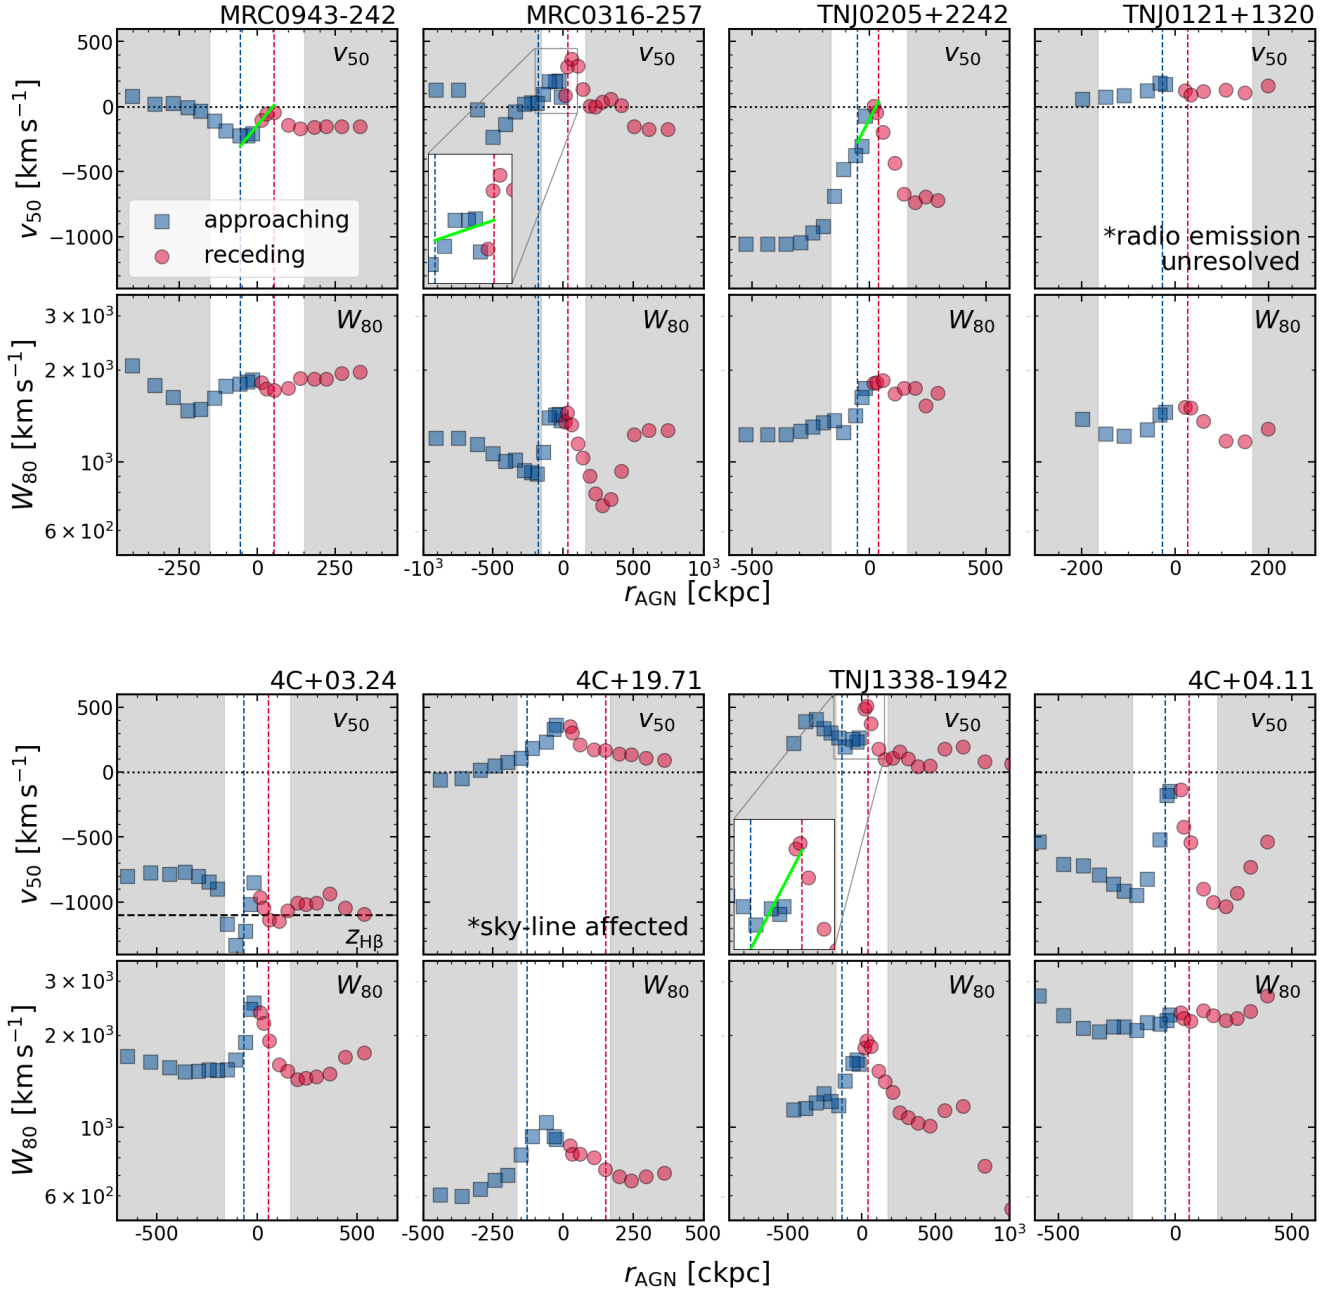 MRC0943-242 MRC0316-257 TNJ0205+2242 TNJ0121+1320
500
0
−500
−1000
v50 [km s−1]
v50 v50 v50 v50
approaching
receding
*radio emission
unresolved
3 × 10³
2 × 10³
10³
6 × 10²
W80 [km s−1]
W80 W80 W80 W80
-250 0 250 -10³ -500 0 500 10³ -500 0 500 -200 0 200
rAGN [ckpc]
4C+03.24 4C+19.71 TNJ1338-1942 4C+04.11
500
0
−500
−1000
v50 [km s−1]
v50 v50 v50 v50
zHβ
*sky-line affected
3 × 10³
2 × 10³
10³
6 × 10²
W80 [km s−1]
W80 W80 W80 W80
-500 0 500 -500 -250 0 250 500 -500 0 500 10³ -500 0 500
rAGN [ckpc]